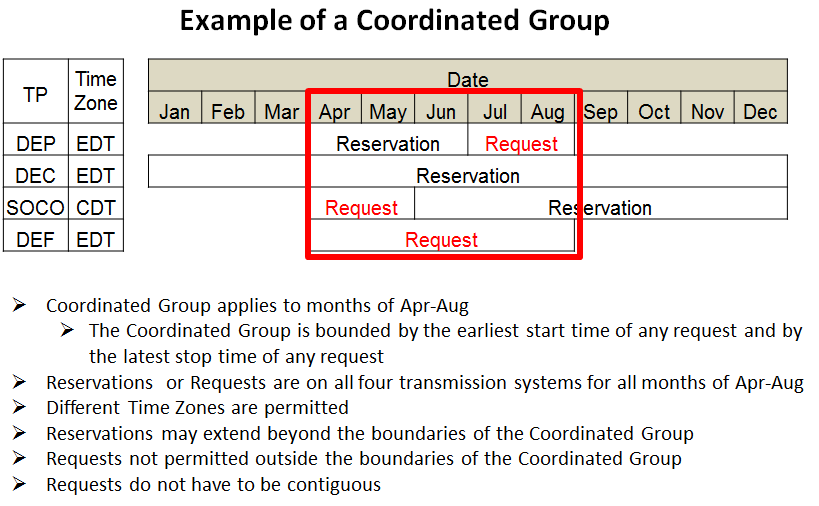 Example of a Coordinated Group
TP Time Zone Date
Jan Feb Mar Apr May Jun Jul Aug Sep Oct Nov Dec
DEP EDT Reservation Request
DEC EDT Reservation
SOCO CDT Request Reservation
DEF EDT Request
➢ Coordinated Group applies to months of Apr-Aug
➢ The Coordinated Group is bounded by the earliest start time of any request and by
the latest stop time of any request
➢ Reservations or Requests are on all four transmission systems for all months of Apr-Aug
➢ Different Time Zones are permitted
➢ Reservations may extend beyond the boundaries of the Coordinated Group
➢ Requests not permitted outside the boundaries of the Coordinated Group
➢ Requests do not have to be contiguous